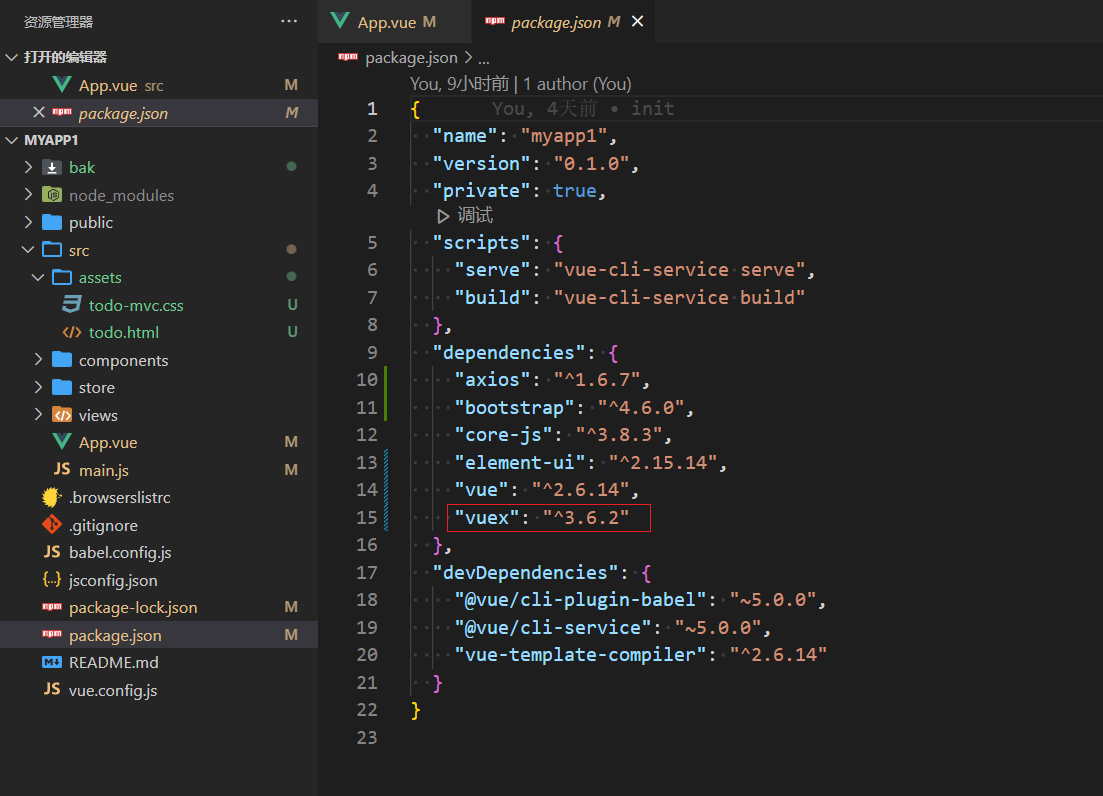 资源管理器 ···
打开的编辑器
App.vue src M
package.json M
MYAPP1
bak
node_modules
public
src
assets
todo-mvc.css U
todo.html U
components
store
views
App.vue M
JS main.js M
.browserslistrc
.gitignore
JS babel.config.js
{..} jsconfig.json
npm package-lock.json M
npm package.json M
M↓ README.md
JS vue.config.js
App.vue M npm package.json M
npm package.json > ...
You, 9小时前 | 1 author (You)
1 { You, 4天前 • init
2 "name": "myapp1",
3 "version": "0.1.0",
4 "private": true,
调试
5 "scripts": {
6 "serve": "vue-cli-service serve",
7 "build": "vue-cli-service build"
8 },
9 "dependencies": {
10 "axios": "^1.6.7",
11 "bootstrap": "^4.6.0",
12 "core-js": "^3.8.3",
13 "element-ui": "^2.15.14",
14 "vue": "^2.6.14",
15 "vuex": "^3.6.2"
16 },
17 "devDependencies": {
18 "@vue/cli-plugin-babel": "~5.0.0",
19 "@vue/cli-service": "~5.0.0",
20 "vue-template-compiler": "^2.6.14"
21 }
22 }
23